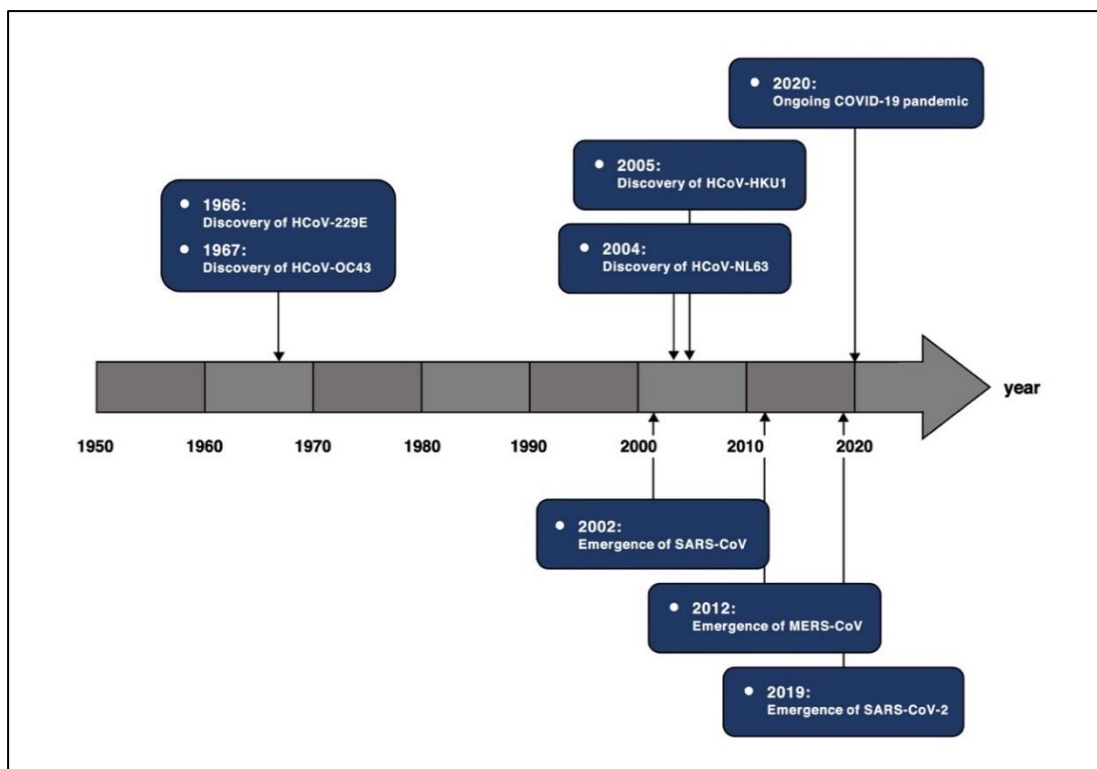 2020:
Ongoing COVID-19 pandemic
2005:
Discovery of HCoV-HKU1
1966:
Discovery of HCoV-229E
1967:
Discovery of HCoV-OC43
2004:
Discovery of HCoV-NL63
year
1950 1960 1970 1980 1990 2000 2010 2020
2002:
Emergence of SARS-CoV
2012:
Emergence of MERS-CoV
2019:
Emergence of SARS-CoV-2